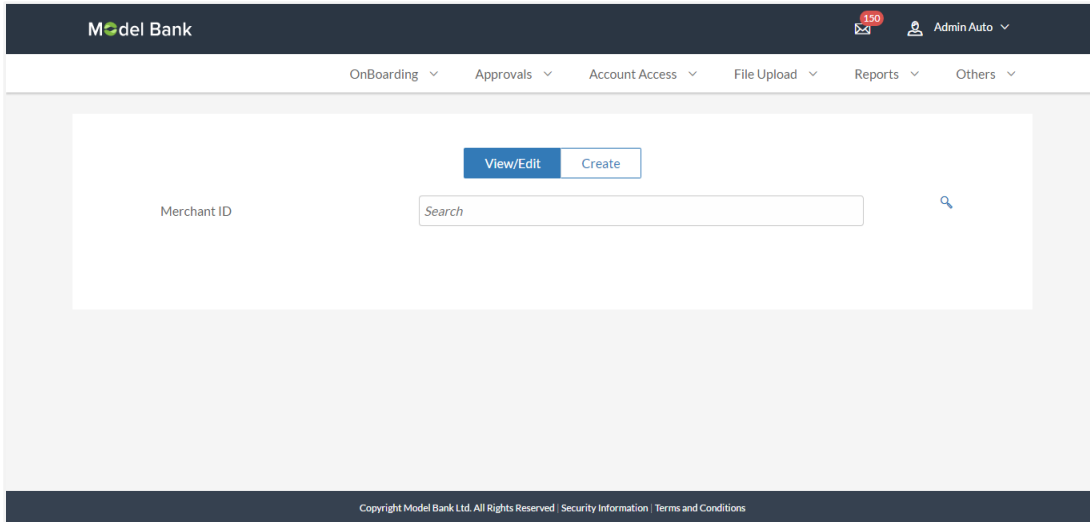 Model Bank
150
Admin Auto
OnBoarding Approvals Account Access File Upload Reports Others
View/Edit Create
Merchant ID Search
Copyright Model Bank Ltd. All Rights Reserved | Security Information | Terms and Conditions